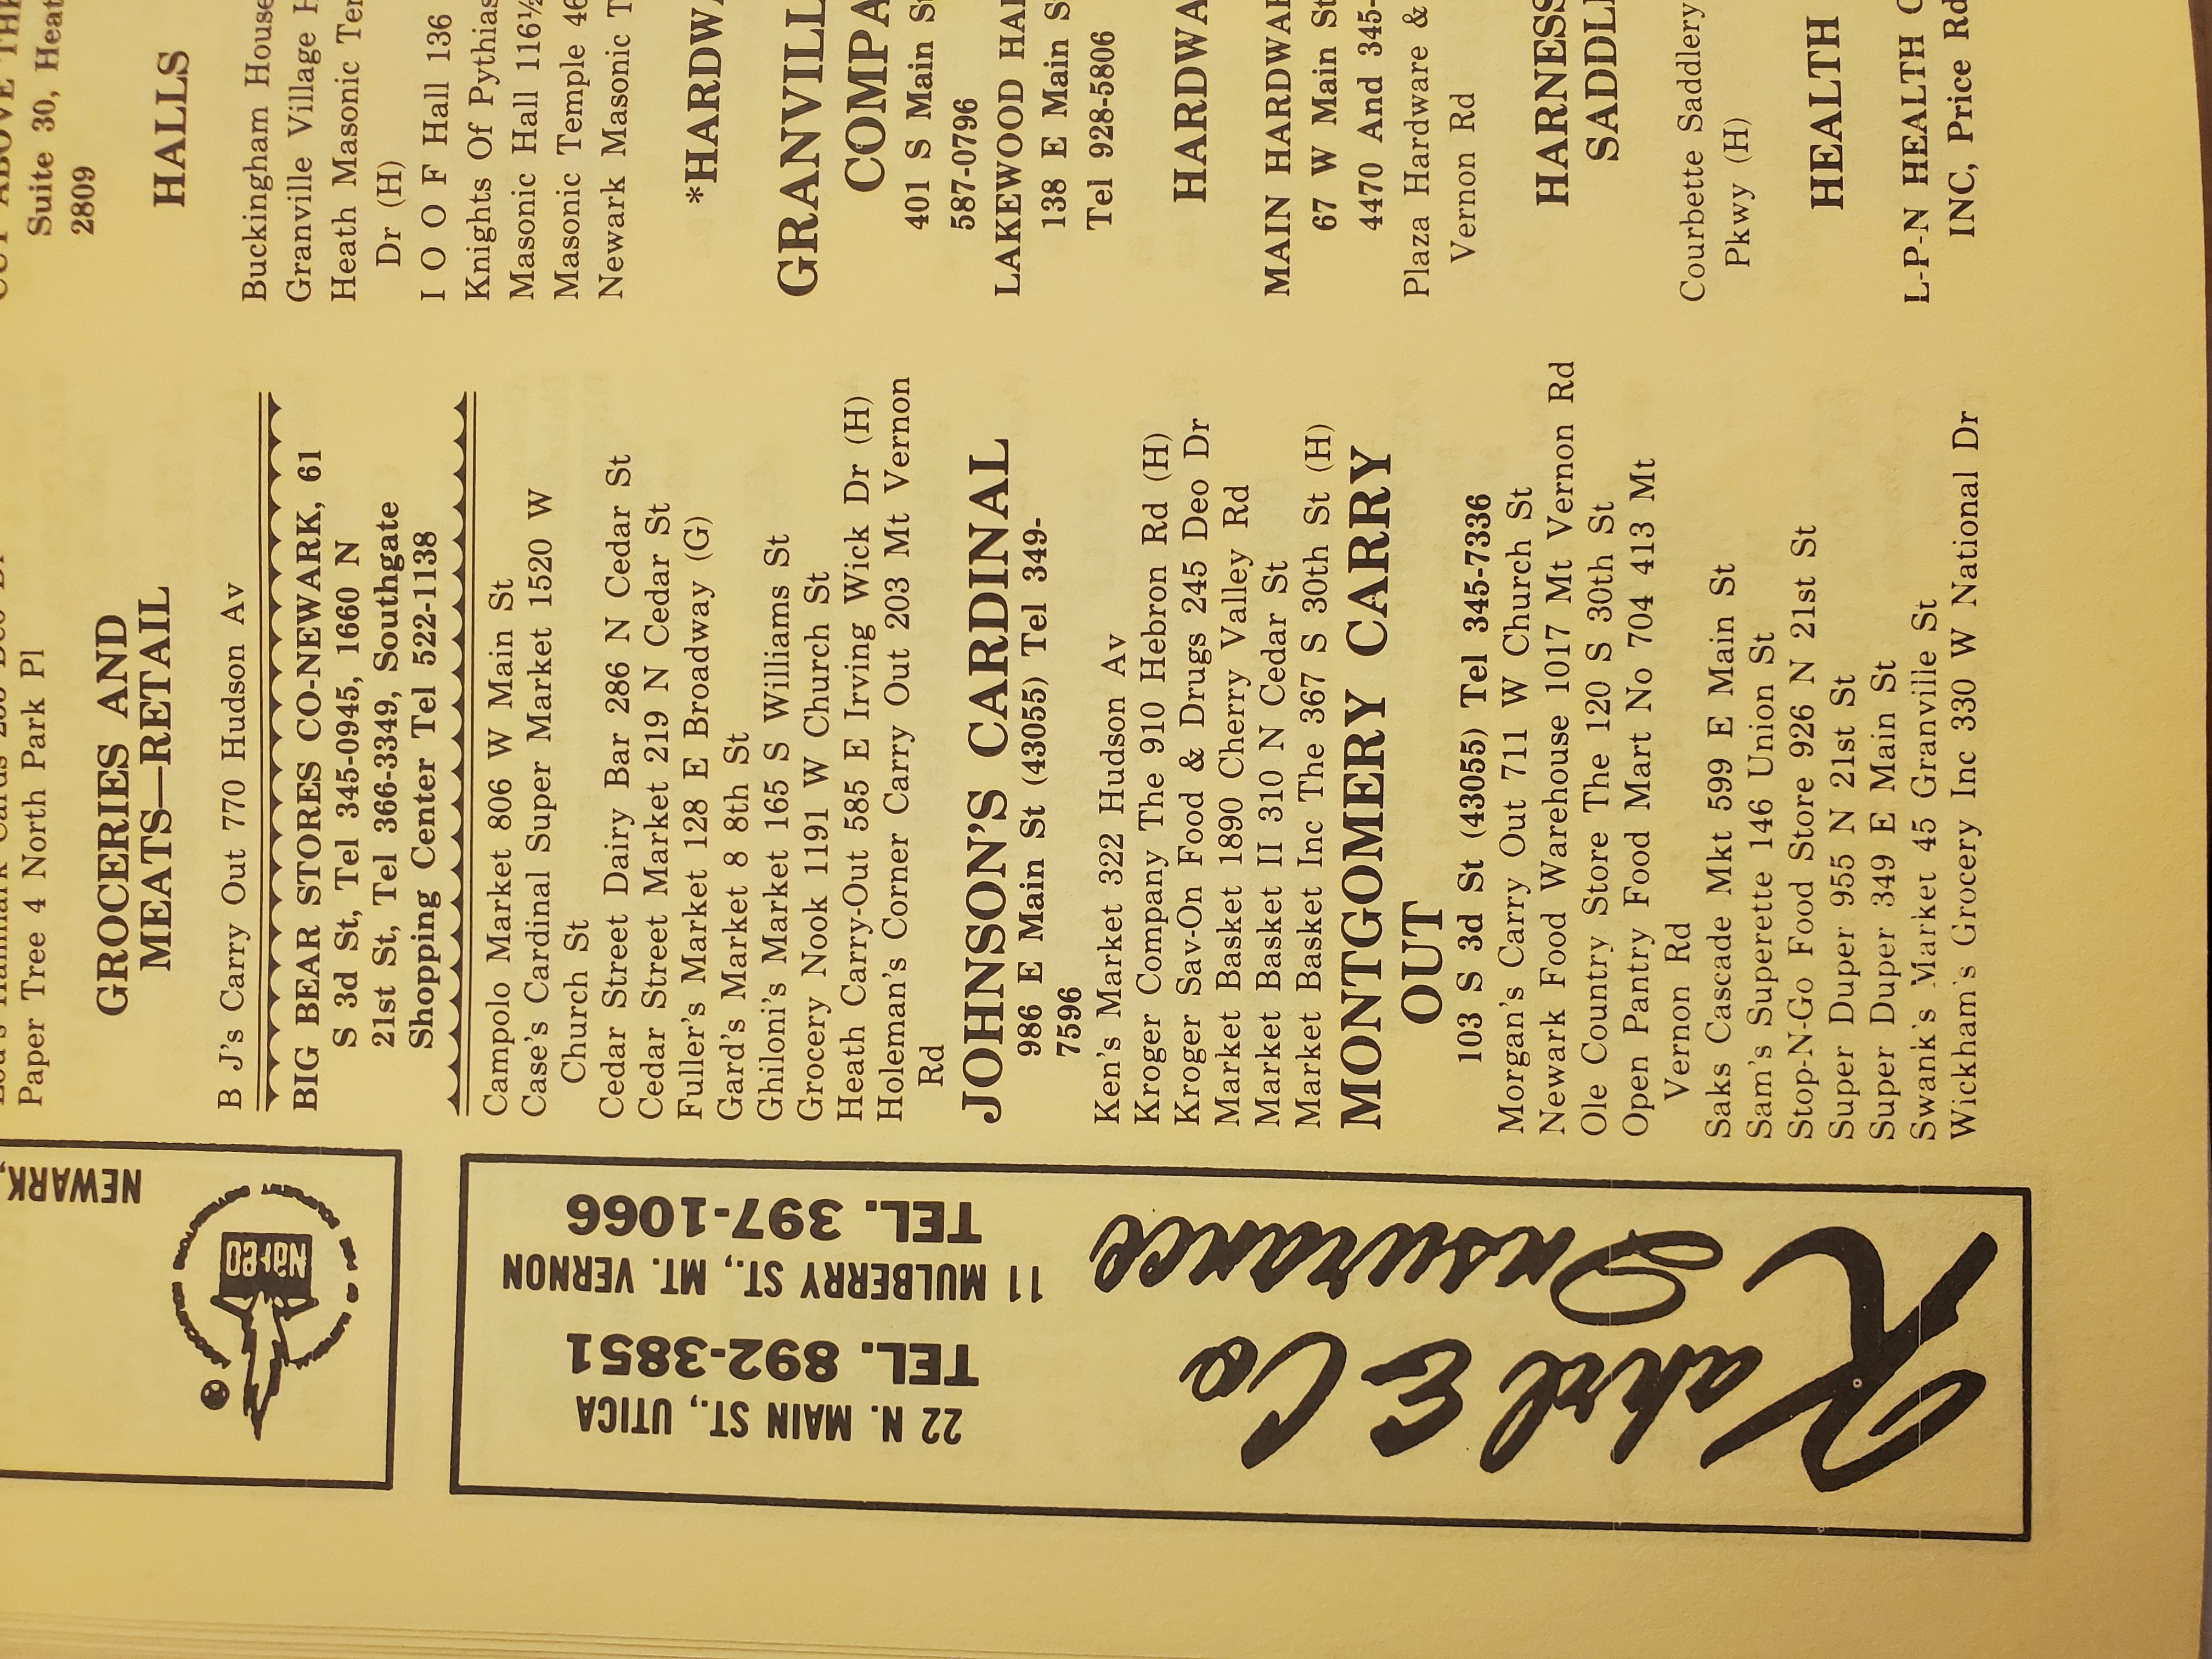 Paper Tree 4 North Park Pl
GROCERIES AND
MEATS—RETAIL
B J's Carry Out 770 Hudson Av
BIG BEAR STORES CO-NEWARK, 61
S 3d St, Tel 345-0945, 1660 N
21st St, Tel 366-3349, Southgate
Shopping Center Tel 522-1138
Campolo Market 806 W Main St
Case's Cardinal Super Market 1520 W
Church St
Cedar Street Dairy Bar 286 N Cedar St
Cedar Street Market 219 N Cedar St
Fuller's Market 128 E Broadway (G)
Gard's Market 8 8th St
Ghiloni's Market 165 S Williams St
Grocery Nook 1191 W Church St
Heath Carry-Out 585 E Irving Wick Dr (H)
Holeman's Corner Carry Out 203 Mt Vernon
Rd
JOHNSON'S CARDINAL
986 E Main St (43055) Tel 349-
7596
Ken's Market 322 Hudson Av
Kroger Company The 910 Hebron Rd (H)
Kroger Sav-On Food & Drugs 245 Deo Dr
Market Basket 1890 Cherry Valley Rd
Market Basket II 310 N Cedar St
Market Basket Inc The 367 S 30th St (H)
MONTGOMERY CARRY
OUT
103 S 3d St (43055) Tel 345-7336
Morgan's Carry Out 711 W Church St
Newark Food Warehouse 1017 Mt Vernon Rd
Ole Country Store The 120 S 30th St
Open Pantry Food Mart No 704 413 Mt
Vernon Rd
Saks Cascade Mkt 599 E Main St
Sam's Superette 146 Union St
Stop-N-Go Food Store 926 N 21st St
Super Duper 955 N 21st St
Super Duper 349 E Main St
Swank's Market 45 Granville St
Wickham's Grocery Inc 330 W National Dr
Suite 30, Heat
2809
HALLS
Buckingham House
Granville Village H
Heath Masonic Ter
Dr (H)
I O O F Hall 136
Knights Of Pythias
Masonic Hall 116½
Masonic Temple 46
Newark Masonic T
*HARDWA
GRANVILL
COMPA
401 S Main St
587-0796
LAKEWOOD HAR
138 E Main S
Tel 928-5806
HARDWA
MAIN HARDWAR
67 W Main St
4470 And 345-
Plaza Hardware &
Vernon Rd
HARNESS
SADDL
Courbette Saddlery
Pkwy (H)
HEALTH
L-P-N HEALTH C
INC, Price Rd
NEWARK,
Narco
Kahrl & Co
Insurance
22 N. MAIN ST., UTICA
TEL. 892-3851
11 MULBERRY ST., MT. VERNON
TEL. 397-1066